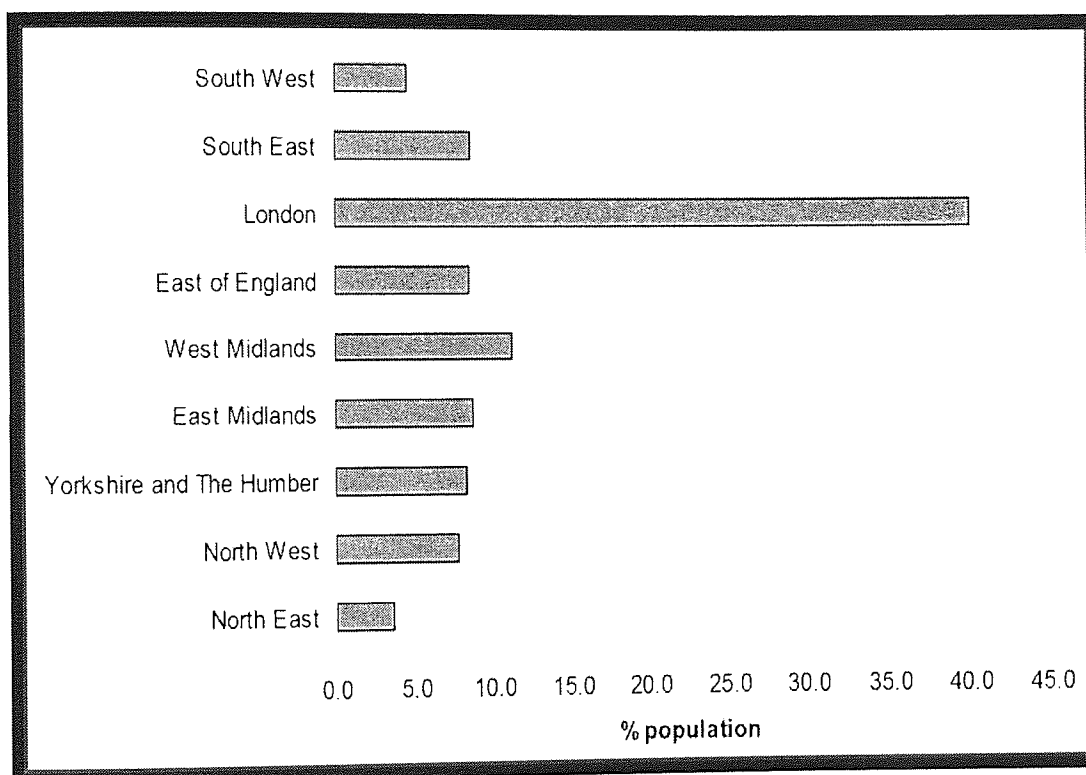 South West
South East
London
East of England
West Midlands
East Midlands
Yorkshire and The Humber
North West
North East
0.0 5.0 10.0 15.0 20.0 25.0 30.0 35.0 40.0 45.0
% population